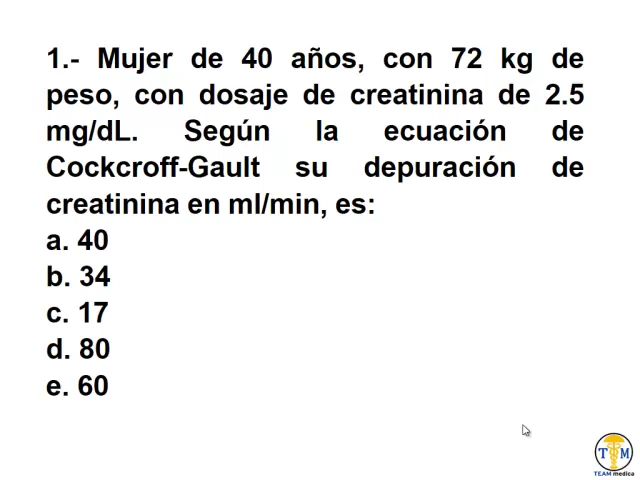 1.- Mujer de 40 años, con 72 kg de
peso, con dosaje de creatinina de 2.5
mg/dL. Según la ecuación de
Cockcroff-Gault su depuración de
creatinina en ml/min, es:
a. 40
b. 34
c. 17
d. 80
e. 60
T M
TEAM medica